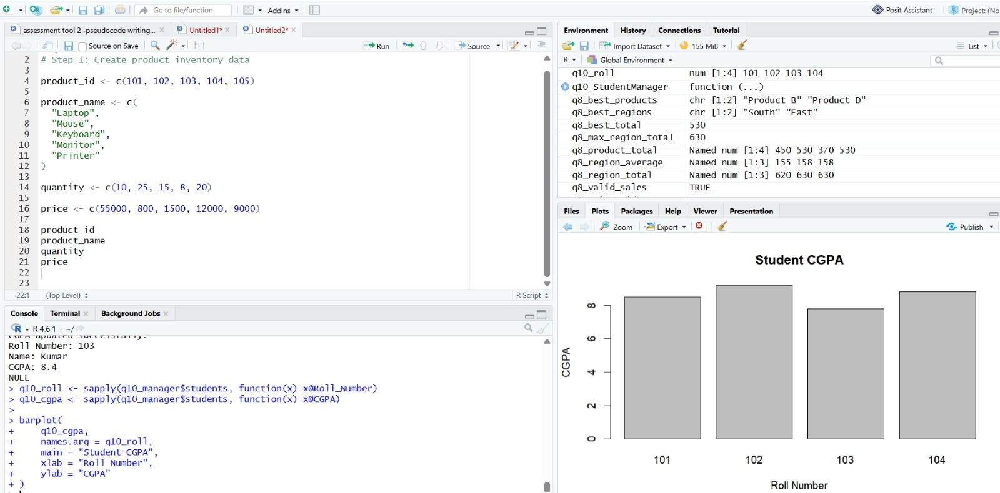 Go to file/function
Addins
Posit Assistant
Project: (No
assessment tool 2 -pseudocode writing...
Untitled1*
Untitled2*
Source on Save
Run
Source
2 # Step 1: Create product inventory data
3
4 product_id <- c(101, 102, 103, 104, 105)
5
6 product_name <- c(
7 "Laptop",
8 "Mouse",
9 "Keyboard",
10 "Monitor",
11 "Printer"
12 )
13
14 quantity <- c(10, 25, 15, 8, 20)
15
16 price <- c(55000, 800, 1500, 12000, 9000)
17
18 product_id
19 product_name
20 quantity
21 price
22
23
22:1 (Top Level) R Script
Console Terminal Background Jobs
R 4.6.1 · ~/
CGPA updated successfully.
Roll Number: 103
Name: Kumar
CGPA: 8.4
NULL
> q10_roll <- sapply(q10_manager$students, function(x) x@Roll_Number)
> q10_cgpa <- sapply(q10_manager$students, function(x) x@CGPA)
>
> barplot(
+ q10_cgpa,
+ names.arg = q10_roll,
+ main = "Student CGPA",
+ xlab = "Roll Number",
+ ylab = "CGPA"
+ )
Environment History Connections Tutorial
Import Dataset 155 MiB List
R Global Environment
q10_roll num [1:4] 101 102 103 104
q10_StudentManager function (...)
q8_best_products chr [1:2] "Product B" "Product D"
q8_best_regions chr [1:2] "South" "East"
q8_best_total 530
q8_max_region_total 630
q8_product_total Named num [1:4] 450 530 370 530
q8_region_average Named num [1:3] 155 158 158
q8_region_total Named num [1:3] 620 630 630
q8_valid_sales TRUE
Files Plots Packages Help Viewer Presentation
Zoom Export Publish
Student CGPA
CGPA
8
6
4
2
0
101 102 103 104
Roll Number